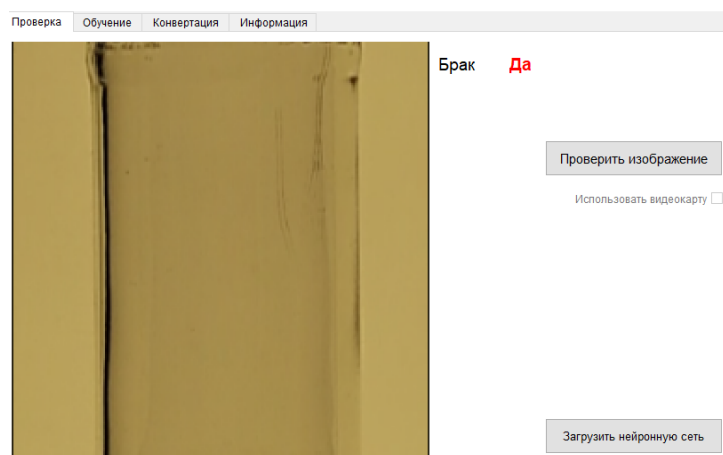 Проверка Обучение Конвертация Информация
Брак Да
Проверить изображение
Использовать видеокарту
Загрузить нейронную сеть